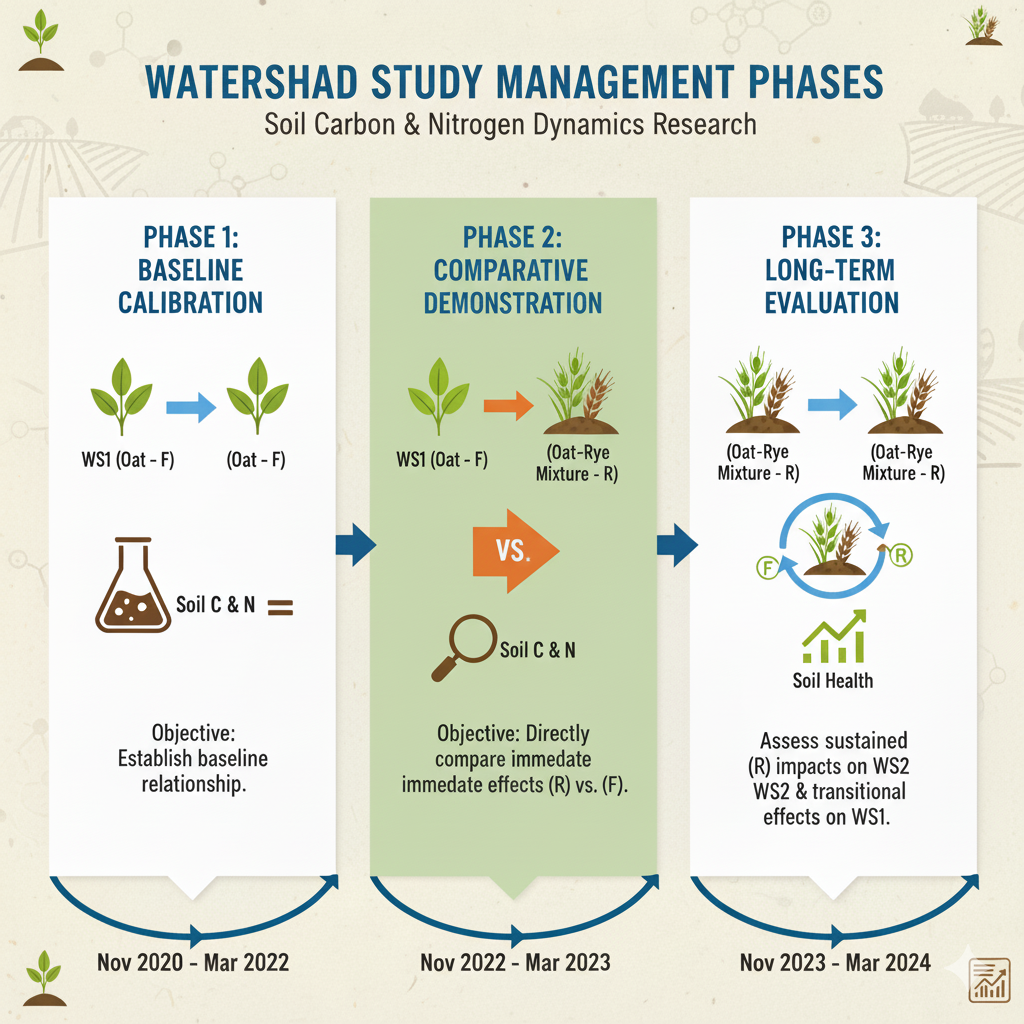 WATERSHAD STUDY MANAGEMENT PHASES
Soil Carbon & Nitrogen Dynamics Research
PHASE 1:
BASELINE
CALIBRATION
WS1 (Oat - F)
(Oat - F)
Soil C & N =
Objective:
Establish baseline
relationship.
Nov 2020 - Mar 2022
PHASE 2:
COMPARATIVE
DEMONSTRATION
WS1 (Oat - F)
(Oat-Rye
Mixture - R)
VS.
Soil C & N
Objective: Directly
compare immedate
immediate effects (R) vs. (F).
Nov 2022 - Mar 2023
PHASE 3:
LONG-TERM
EVALUATION
(Oat-Rye
Mixture - R)
(Oat-Rye
Mixture - R)
F
R
Soil Health
Assess sustained
(R) impacts on WS2
WS2 & transitional
effects on WS1.
Nov 2023 - Mar 2024